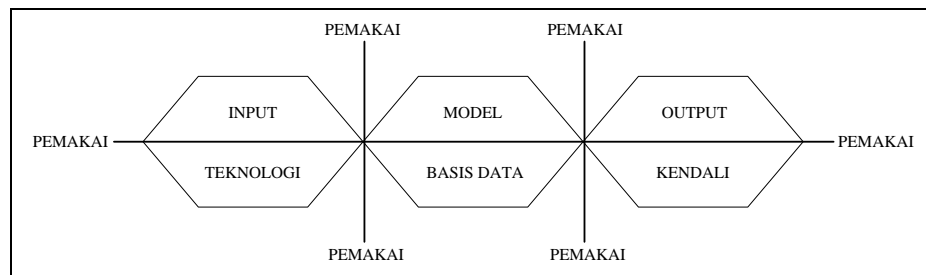 PEMAKAI PEMAKAI
INPUT MODEL OUTPUT
PEMAKAI PEMAKAI
TEKNOLOGI BASIS DATA KENDALI
PEMAKAI PEMAKAI